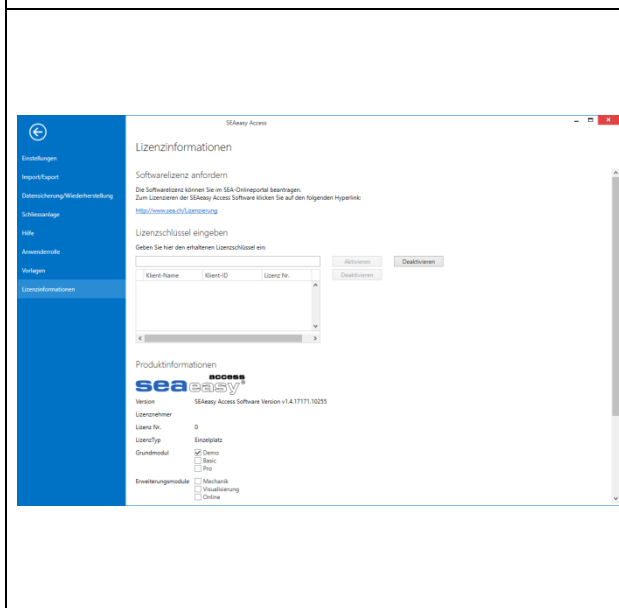 SEAeasy Access
Lizenzinformationen
Einstellungen
Import/Export
Datensicherung/Wiederherstellung
Schliessanlage
Hilfe
Anwenderrolle
Vorlagen
Lizenzinformationen
Softwarelizenz anfordern
Die Softwarelizenz können Sie im SEA-Onlineportal beantragen.
Zum Lizenzieren der SEAeasy Access Software klicken Sie auf den folgenden Hyperlink:
http://www.sea.ch/Lizenzierung
Lizenzschlüssel eingeben
Geben Sie hier den erhaltenen Lizenzschlüssel ein:
Aktivieren Deaktivieren
Klient-Name Klient-ID Lizenz Nr. Deaktivieren
Produktinformationen
access
sea easy®
Version SEAeasy Access Software Version v1.4.17171.10255
Lizenznehmer
Lizenz Nr. 0
LizenzTyp Einzelplatz
Grundmodul Demo
Basic
Pro
Erweiterungsmodule Mechanik
Visualisierung
Online